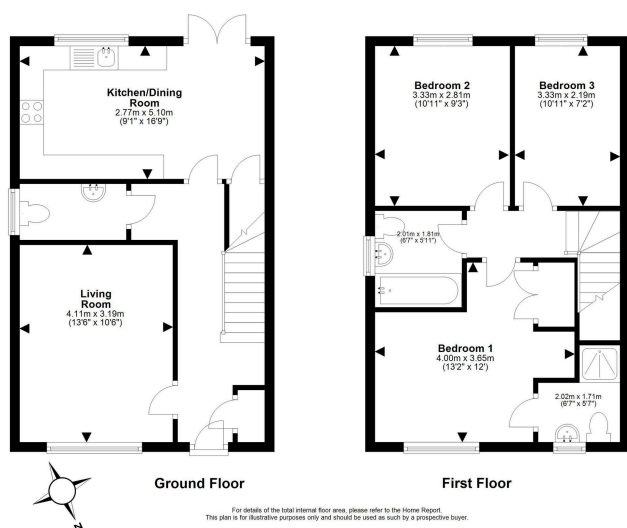 Kitchen/Dining
Room
2.77m x 5.10m
(9'1" x 16'9")
Living
Room
4.11m x 3.19m
(13'6" x 10'6")
Ground Floor
Bedroom 2
3.33m x 2.81m
(10'11" x 9'3")
Bedroom 3
3.33m x 2.19m
(10'11" x 7'2")
2.01m x 1.81m
(6'7" x 5'11")
Bedroom 1
4.00m x 3.65m
(13'2" x 12')
2.02m x 1.71m
(6'7" x 5'7")
First Floor
N
For details of the total internal floor area, please refer to the Home Report.
This plan is for illustrative purposes only and should be used as such by a prospective buyer.